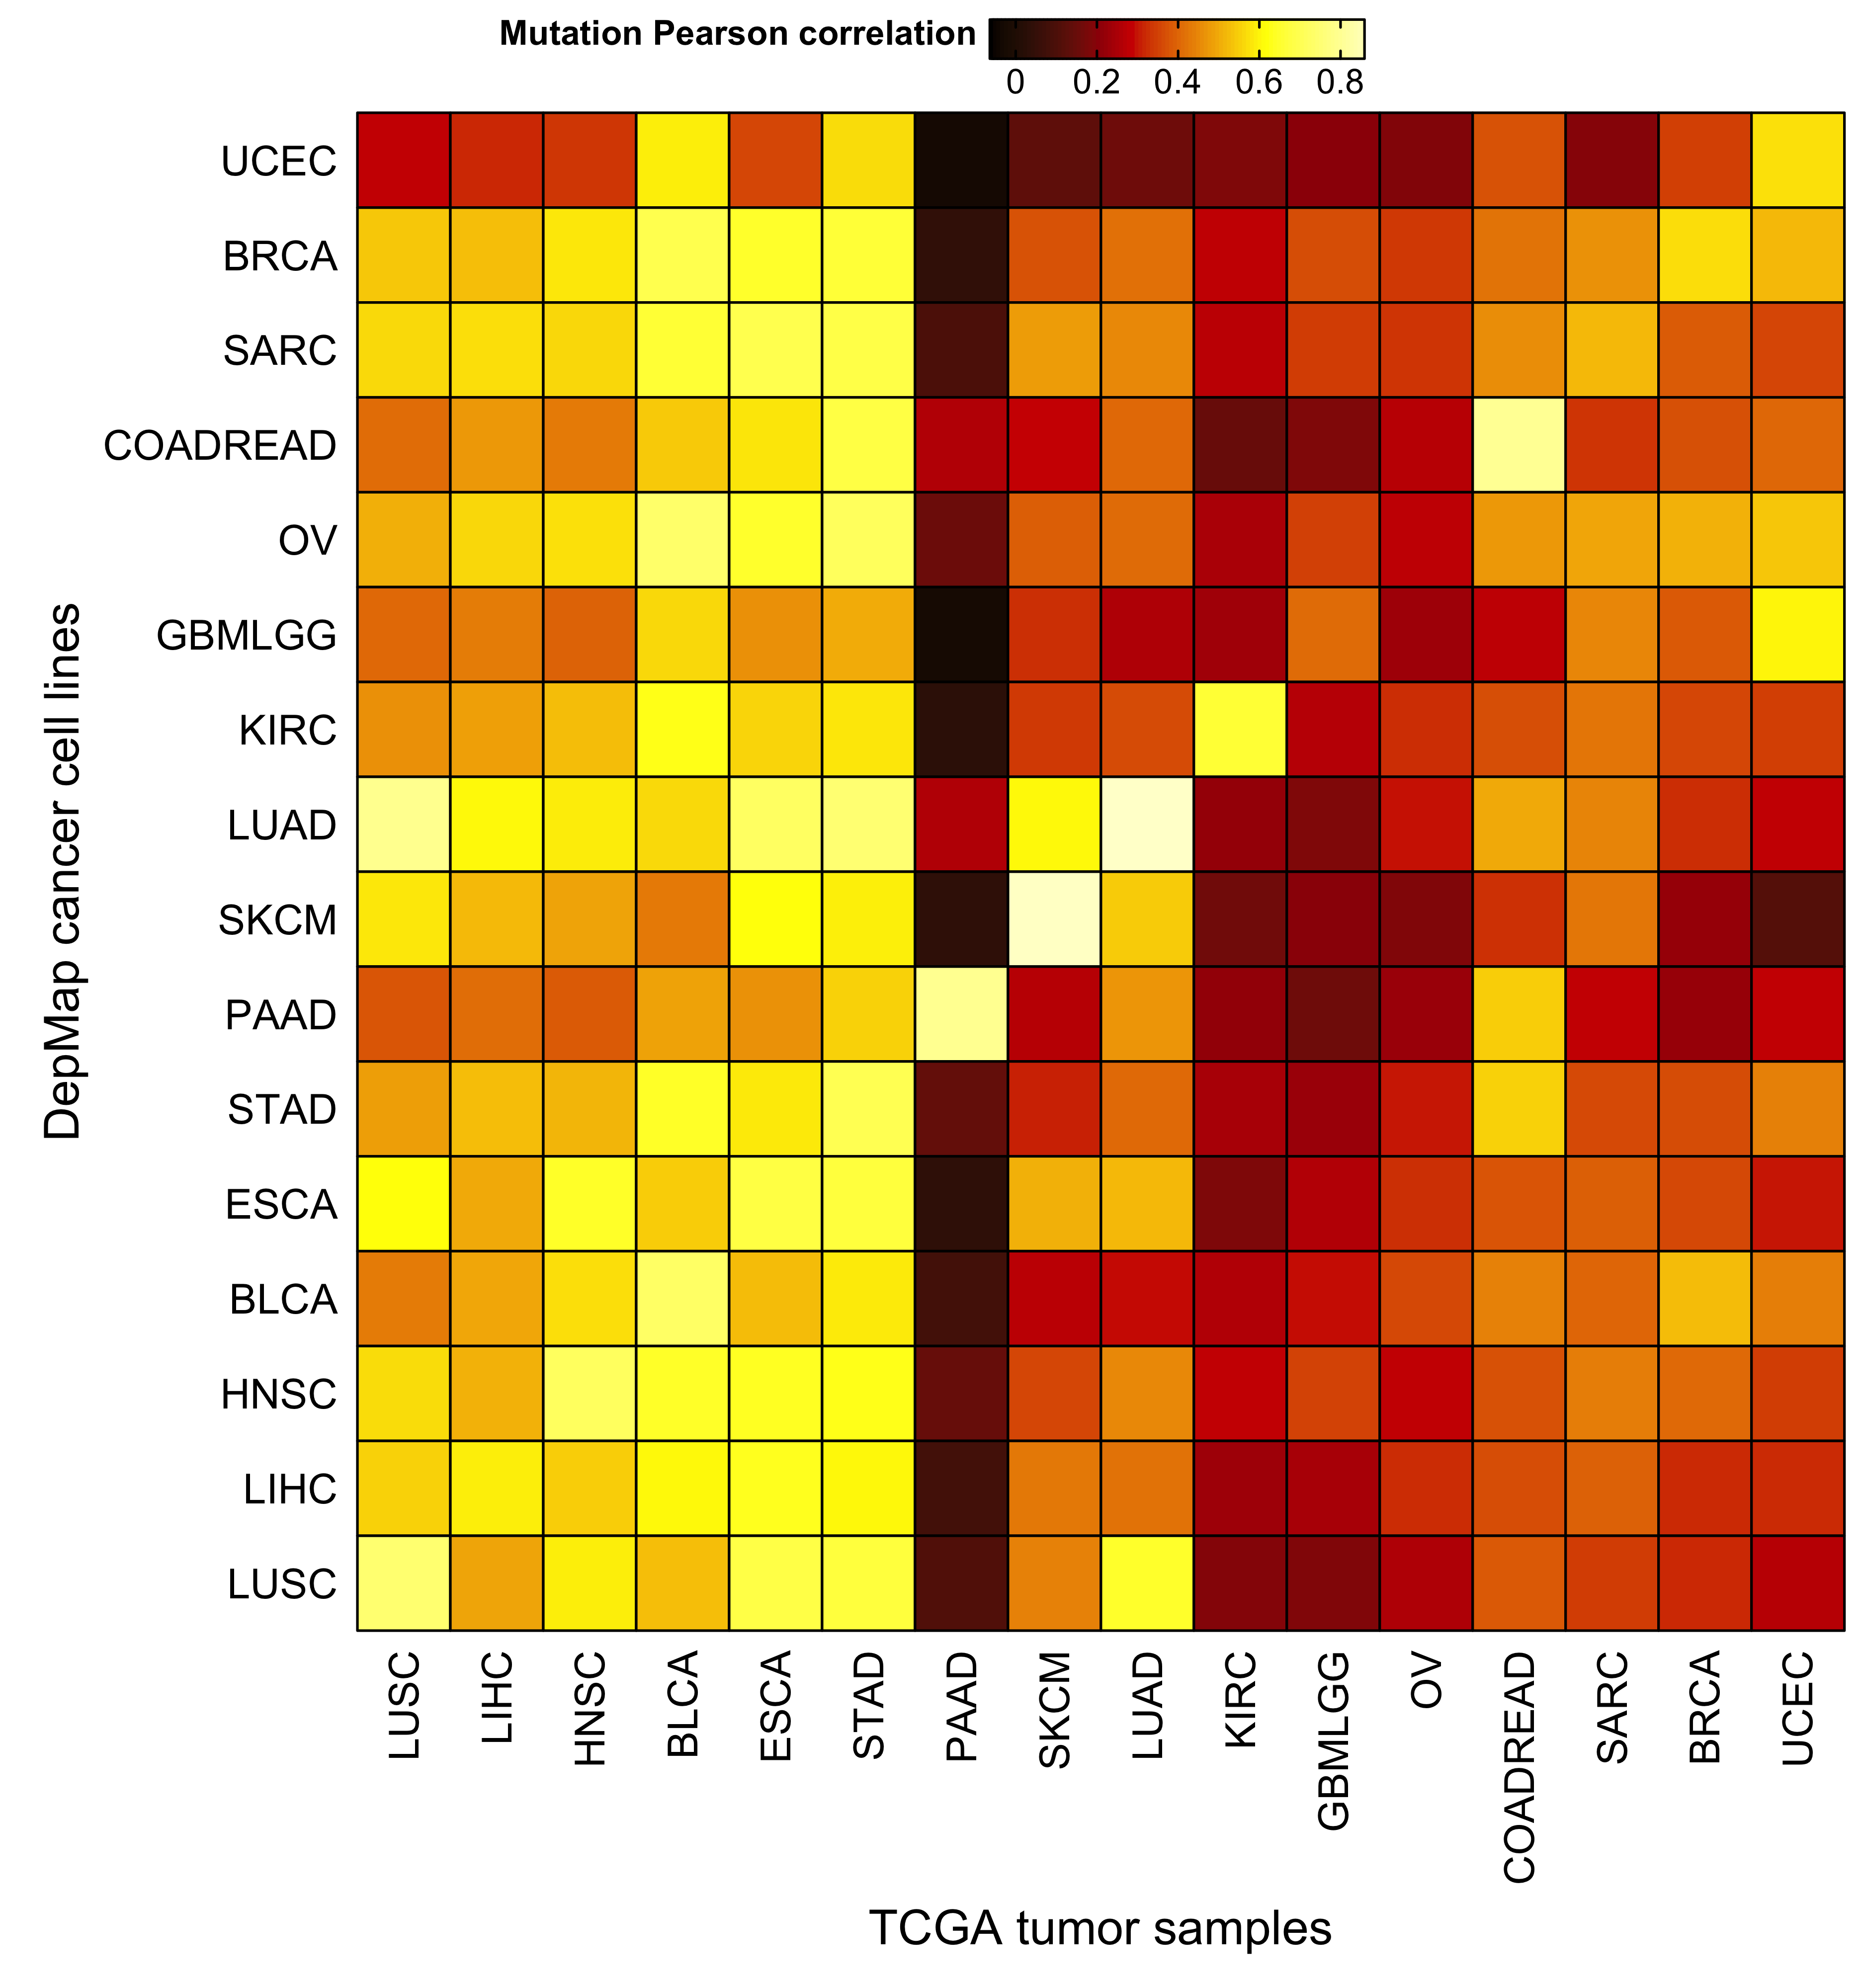 Mutation Pearson correlation
0 0.2 0.4 0.6 0.8
UCEC
BRCA
SARC
COADREAD
OV
GBMLGG
KIRC
LUAD
SKCM
PAAD
STAD
ESCA
BLCA
HNSC
LIHC
LUSC
DepMap cancer cell lines
LUSC
LIHC
HNSC
BLCA
ESCA
STAD
PAAD
SKCM
LUAD
KIRC
GBMLGG
OV
COADREAD
SARC
BRCA
UCEC
TCGA tumor samples